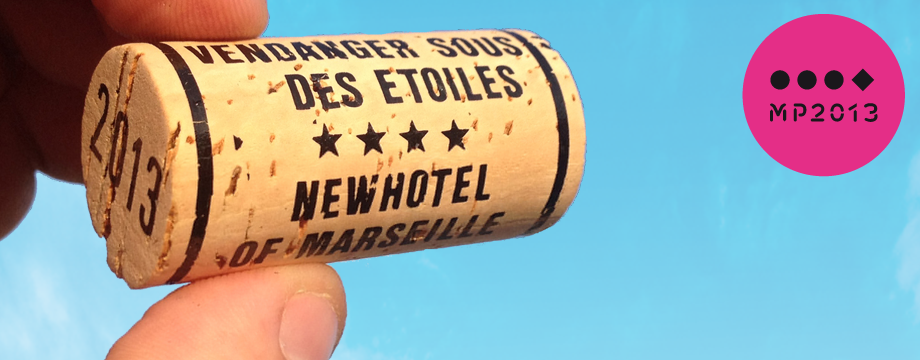 VENDANGER SOUS
DES ETOILES
★★★★
NEWHOTEL
OF MARSEILLE
2013
MP2013